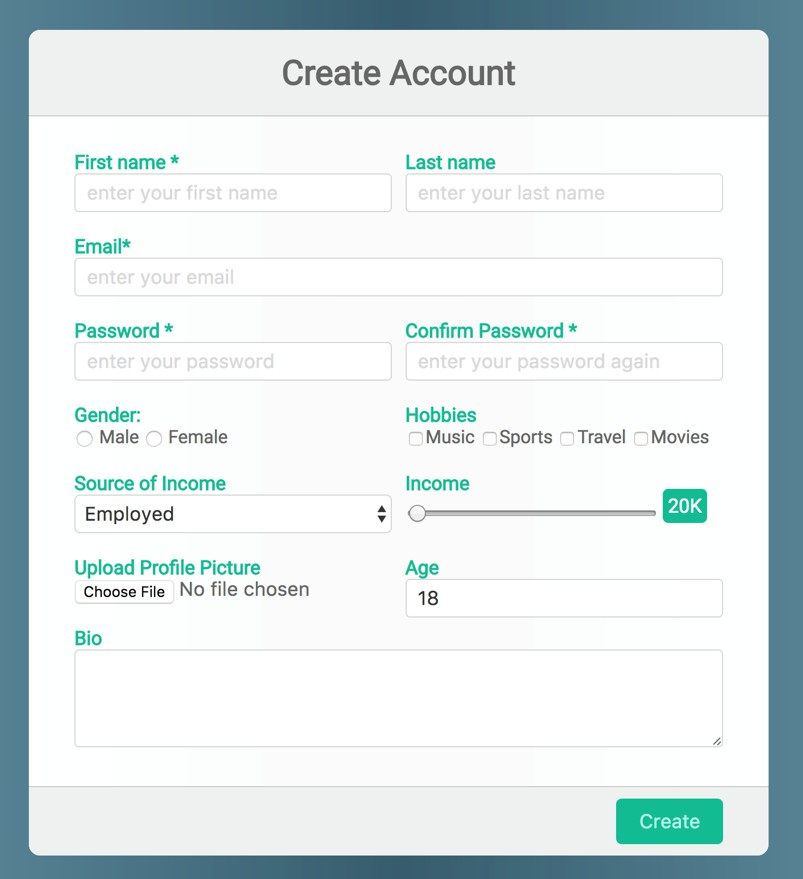 Create Account
First name * Last name
enter your first name enter your last name
Email*
enter your email
Password * Confirm Password *
enter your password enter your password again
Gender: Hobbies
Male Female Music Sports Travel Movies
Source of Income Income
Employed 20K
Upload Profile Picture Age
Choose File No file chosen 18
Bio
Create